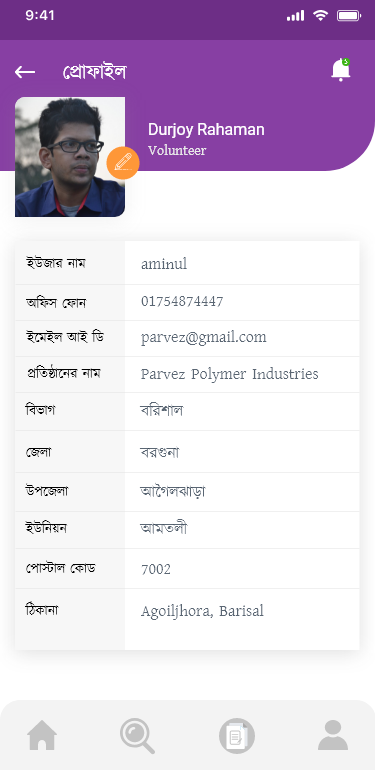 9:41
প্রোফাইল
Durjoy Rahaman
Volunteer
ইউজার নাম aminul
অফিস ফোন 01754874447
ইমেইল আই ডি parvez@gmail.com
প্রতিষ্ঠানের নাম Parvez Polymer Industries
বিভাগ বরিশাল
জেলা বরগুনা
উপজেলা আগৈলঝাড়া
ইউনিয়ন আমতলী
পোস্টাল কোড 7002
ঠিকানা Agoiljhora, Barisal